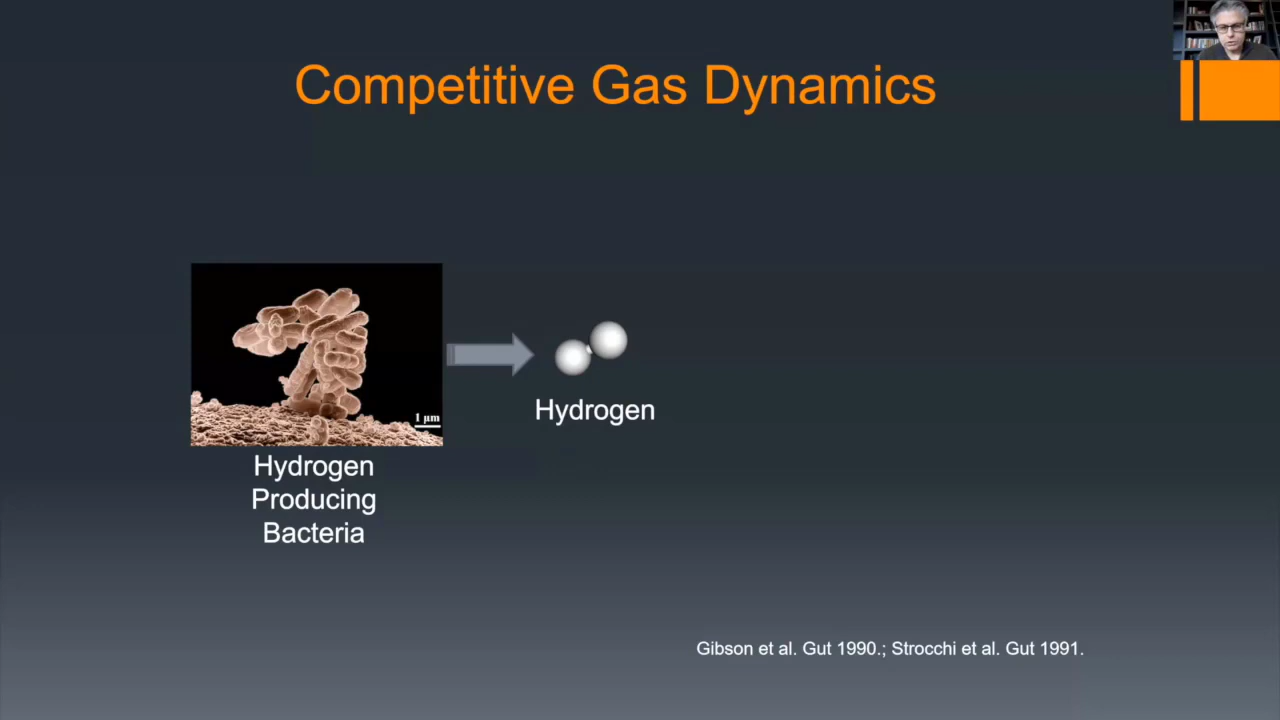 Competitive Gas Dynamics
1 μm
Hydrogen
Hydrogen
Producing
Bacteria
Gibson et al. Gut 1990.; Strocchi et al. Gut 1991.